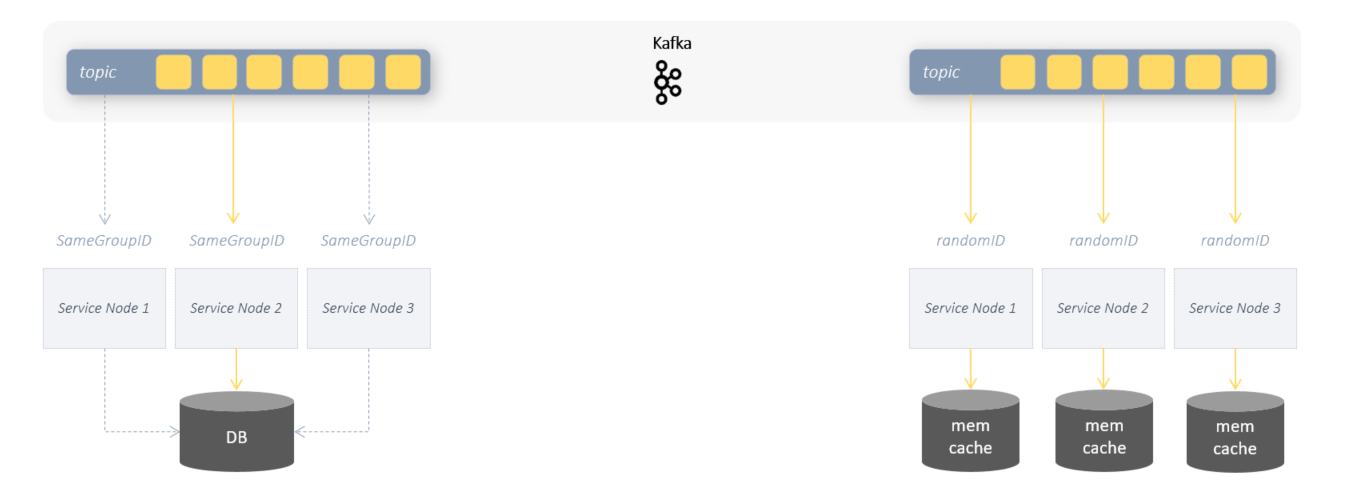 Kafka
topic
topic
SameGroupID SameGroupID SameGroupID
randomID randomID randomID
Service Node 1 Service Node 2 Service Node 3
Service Node 1 Service Node 2 Service Node 3
DB
mem
cache
mem
cache
mem
cache